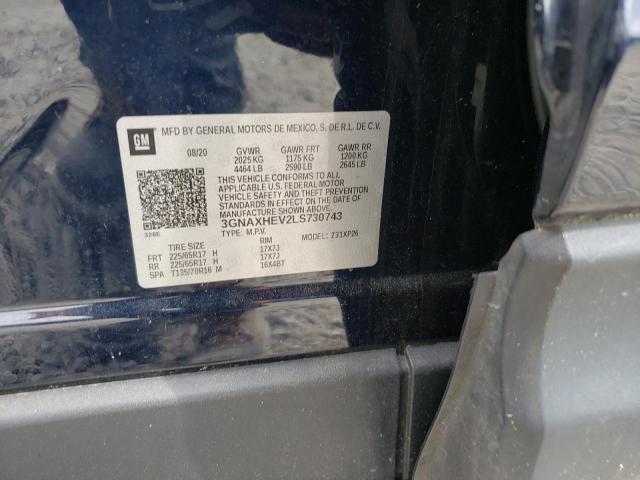 GM
MFD BY GENERAL MOTORS DE MEXICO, S. DE R.L. DE C.V.
08/20 GVWR GAWR FRT GAWR RR
2025 KG 1175 KG 1200 KG
4464 LB 2590 LB 2645 LB
THIS VEHICLE CONFORMS TO ALL
APPLICABLE U.S. FEDERAL MOTOR
VEHICLE SAFETY AND THEFT
PREVENTION STANDARDS IN EFFECT
ON THE DATE OF MANUFACTURE
SHOWN ABOVE.
3GNAXHEV2LS730743
TYPE: M.P.V. MODEL: Z31XP26
TIRE SIZE RIM
FRT 225/65R17 H 17X7J
RR 225/65R17 H 17X7J
SPA T135/70R16 M 16X4BT